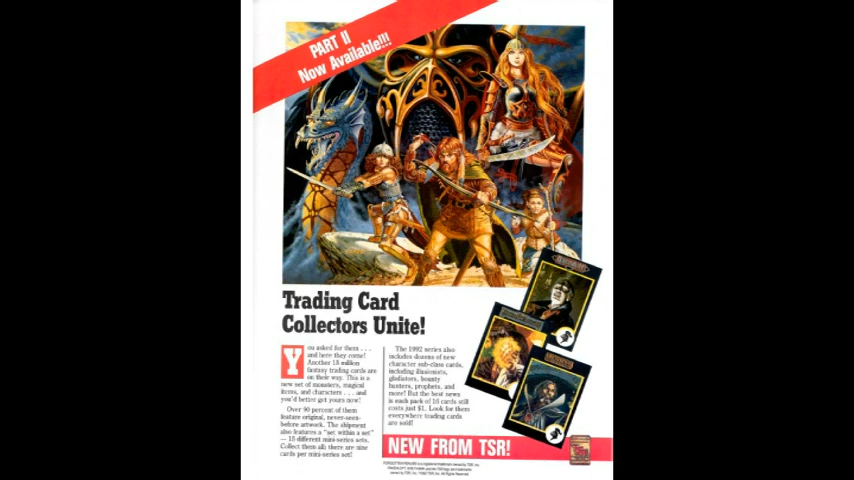 PART II
Now Available!!!
Trading Card
Collectors Unite!
You asked for them . . .
and here they come!
Another 18 million
fantasy trading cards are
on their way. This is a
new set of monsters, magical
items, and characters . . . and
you'd better get yours now!
Over 90 percent of them
feature original, never-seen-
before artwork. The shipment
also features a "set within a set"
— 18 different mini-series sets.
Collect them all; there are nine
cards per mini-series set!
The 1992 series also
includes dozens of new
character sub-class cards,
including illusionists,
gladiators, bounty
hunters, prophets, and
more! But the best news
is each pack of 16 cards still
costs just $1. Look for them
everywhere trading cards
are sold!
NEW FROM TSR!